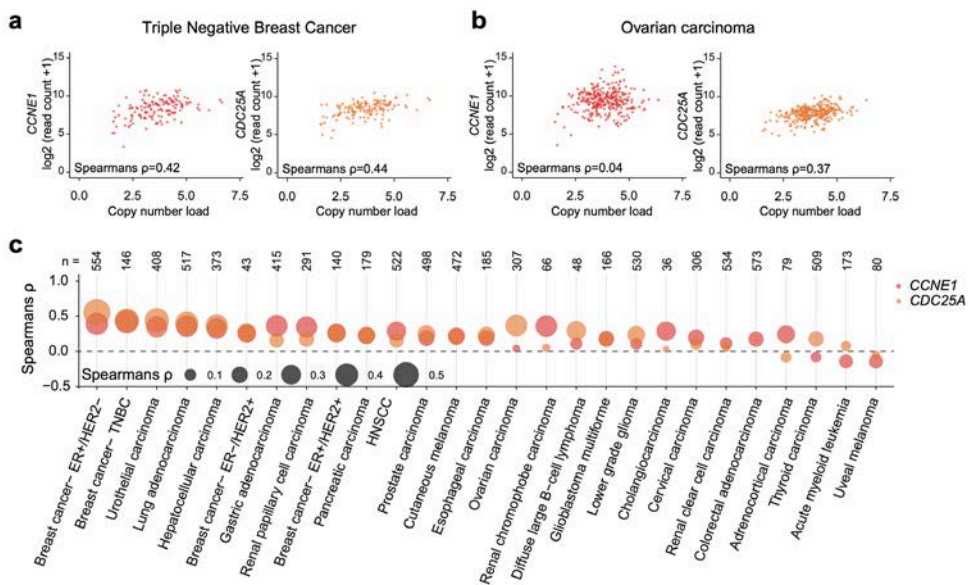 a
Triple Negative Breast Cancer
CCNE1
log2 (read count +1)
15
10
5
0
Spearmans ρ=0.42
0.0
2.5
5.0
7.5
Copy number load
CDC25A
log2 (read count +1)
15
10
5
0
Spearmans ρ=0.44
0.0
2.5
5.0
7.5
Copy number load
b
Ovarian carcinoma
CCNE1
log2 (read count +1)
15
10
5
0
Spearmans ρ=0.04
0.0
2.5
5.0
7.5
Copy number load
CDC25A
log2 (read count +1)
15
10
5
0
Spearmans ρ=0.37
0.0
2.5
5.0
7.5
Copy number load
c
n =
554
146
408
517
373
43
415
291
140
179
522
498
472
185
307
66
48
166
530
36
306
534
573
79
509
173
80
Spearmans ρ
1.0
0.5
0.0
−0.5
Spearmans ρ
0.1
0.2
0.3
0.4
0.5
CCNE1
CDC25A
Breast cancer− ER+/HER2−
Breast cancer− TNBC
Urothelial carcinoma
Lung adenocarcinoma
Hepatocellular carcinoma
Breast cancer− ER−/HER2+
Gastric adenocarcinoma
Renal papillary cell carcinoma
Breast cancer− ER+/HER2+
Pancreatic carcinoma
HNSCC
Prostate carcinoma
Cutaneous melanoma
Esophageal carcinoma
Ovarian carcinoma
Renal chromophobe carcinoma
Diffuse large B−cell lymphoma
Glioblastoma multiforme
Lower grade glioma
Cholangiocarcinoma
Cervical carcinoma
Renal clear cell carcinoma
Colorectal adenocarcinoma
Adrenocortical carcinoma
Thyroid carcinoma
Acute myeloid leukemia
Uveal melanoma